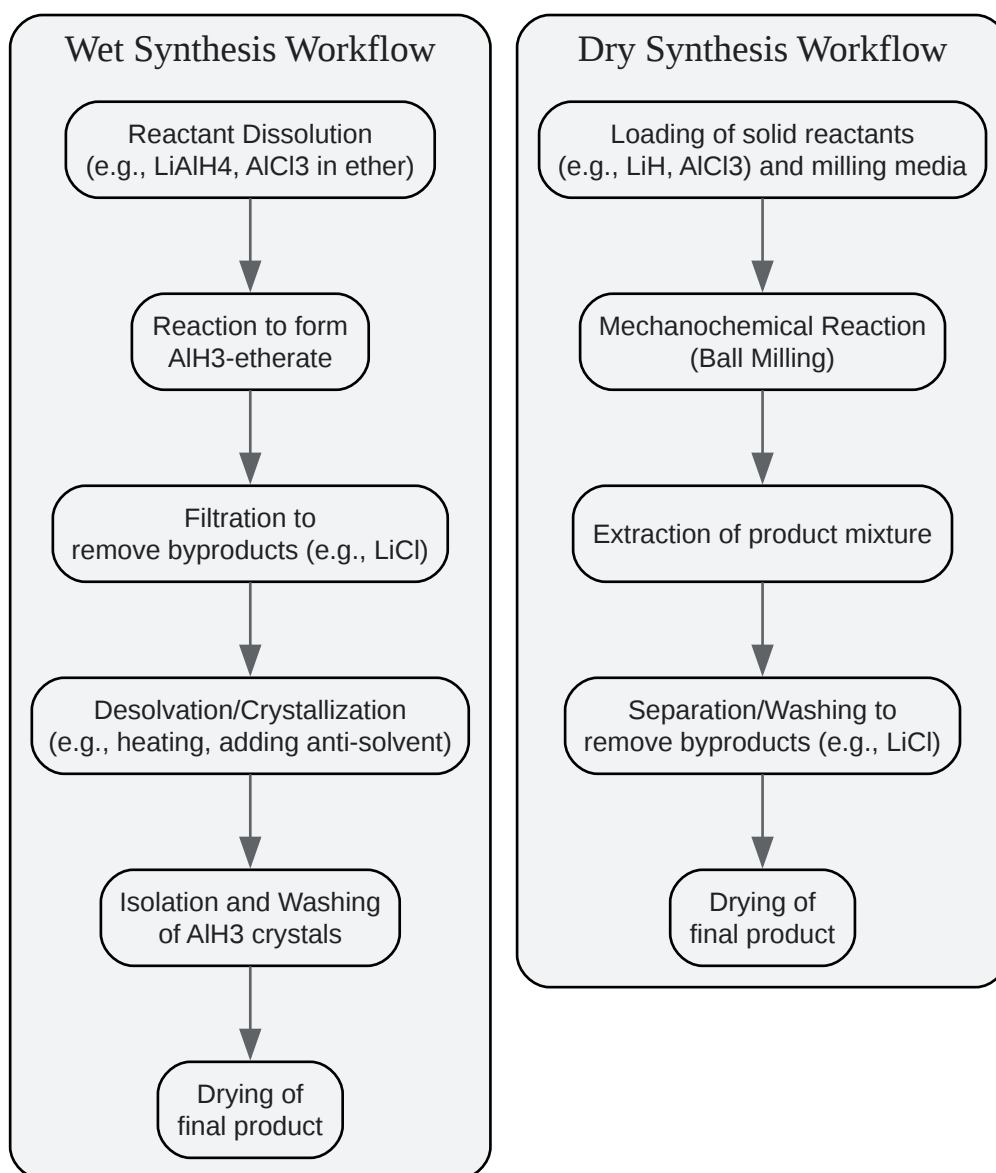 Wet Synthesis Workflow
Reactant Dissolution
(e.g., LiAlH4, AlCl3 in ether)
Reaction to form
AlH3-etherate
Filtration to
remove byproducts (e.g., LiCl)
Desolvation/Crystallization
(e.g., heating, adding anti-solvent)
Isolation and Washing
of AlH3 crystals
Drying of
final product
Dry Synthesis Workflow
Loading of solid reactants
(e.g., LiH, AlCl3) and milling media
Mechanochemical Reaction
(Ball Milling)
Extraction of product mixture
Separation/Washing to
remove byproducts (e.g., LiCl)
Drying of
final product